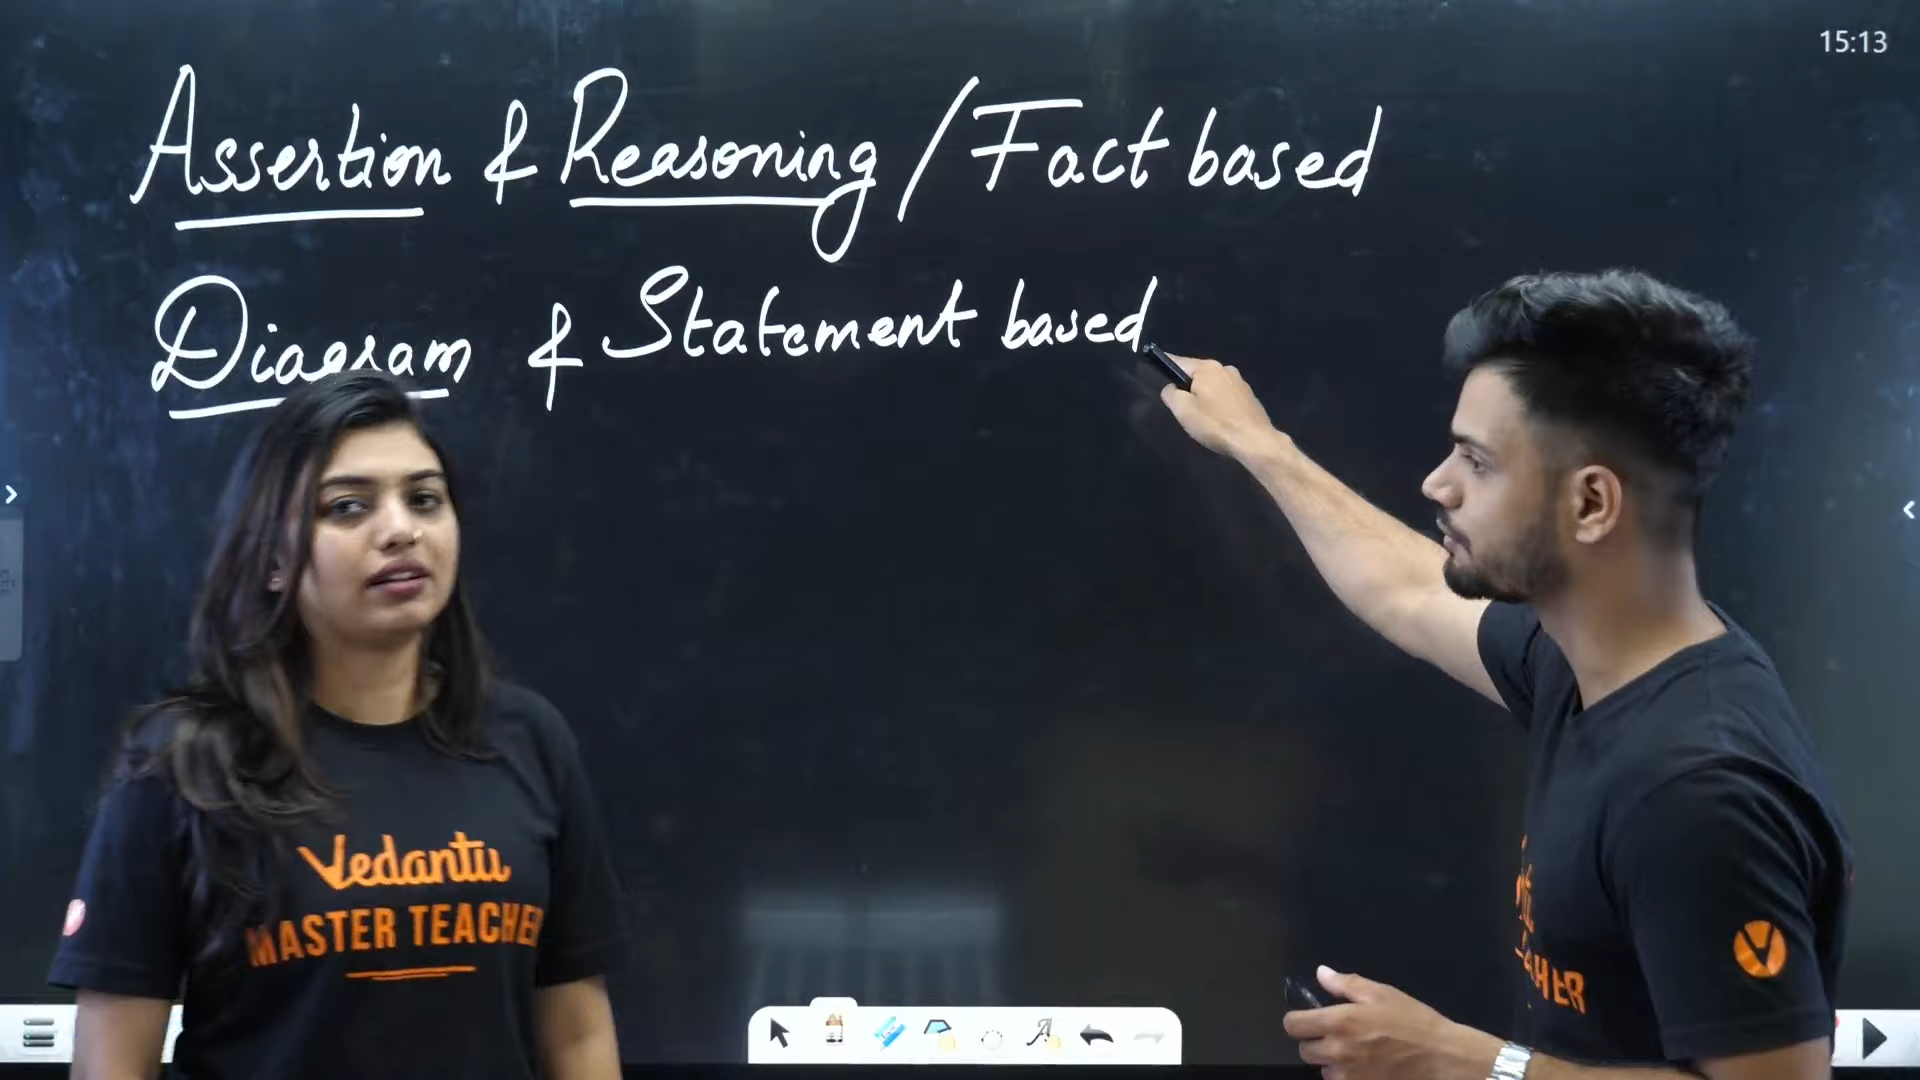 15:13
Assertion & Reasoning / Fact based
Diagram & Statement based
Vedantu
MASTER TEACHER